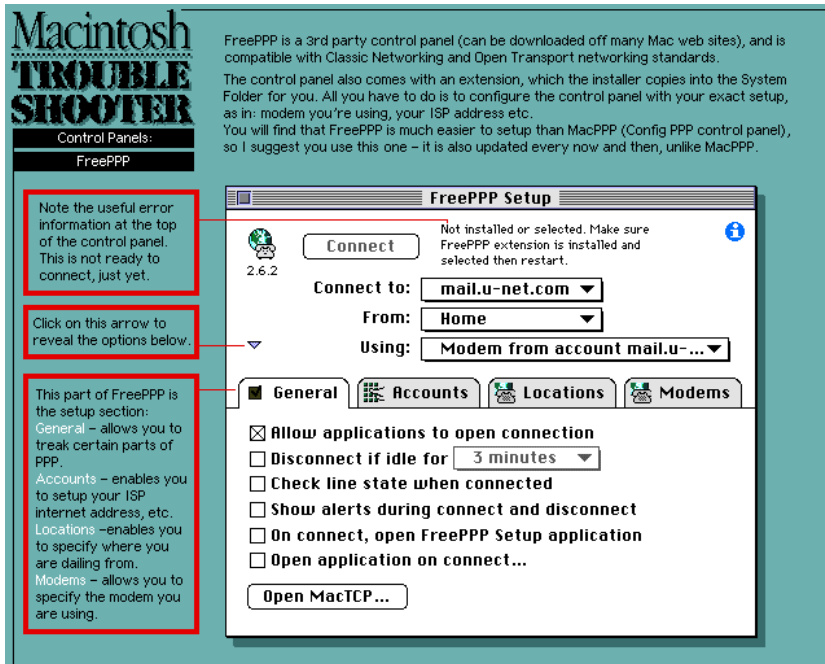 Macintosh
TROUBLE
SHOOTER
Control Panels:
FreePPP
FreePPP is a 3rd party control panel (can be downloaded off many Mac web sites), and is
compatible with Classic Networking and Open Transport networking standards.
The control panel also comes with an extension, which the installer copies into the System
Folder for you. All you have to do is to configure the control panel with your exact setup,
as in: modem you're using, your ISP address etc.
You will find that FreePPP is much easier to setup than MacPPP (Config PPP control panel),
so I suggest you use this one - it is also updated every now and then, unlike MacPPP.
Note the useful error
information at the top
of the control panel.
This is not ready to
connect, just yet.
Click on this arrow to
reveal the options below.
This part of FreePPP is
the setup section:
General - allows you to
treak certain parts of
PPP.
Accounts - enables you
to setup your ISP
internet address, etc.
Locations -enables you
to specify where you
are dailing from.
Modems - allows you to
specify the modem you
are using.
FreePPP Setup
2.6.2
Connect
Not installed or selected. Make sure
FreePPP extension is installed and
selected then restart.
Connect to: mail.u-net.com
From: Home
Using: Modem from account mail.u-...
General Accounts Locations Modems
Allow applications to open connection
Disconnect if idle for 3 minutes
Check line state when connected
Show alerts during connect and disconnect
On connect, open FreePPP Setup application
Open application on connect...
Open MacTCP...